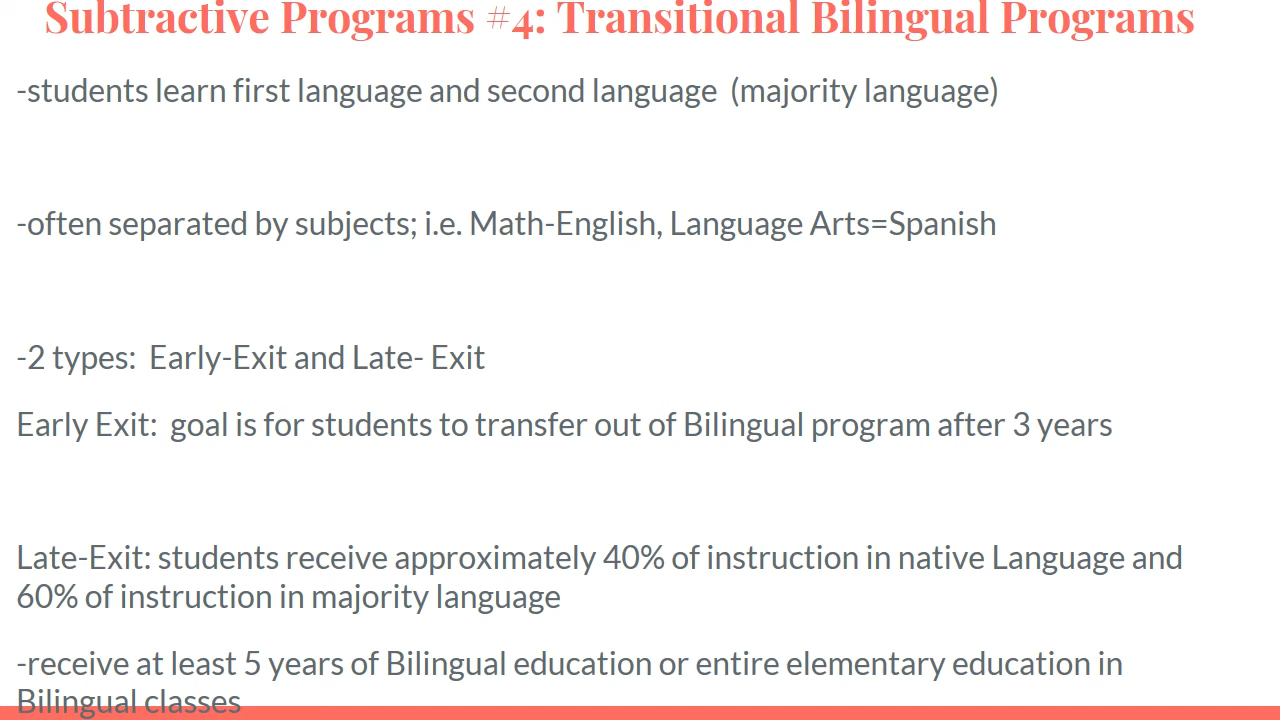 Subtractive Programs #4: Transitional Bilingual Programs
-students learn first language and second language  (majority language)
-often separated by subjects; i.e. Math-English, Language Arts=Spanish
-2 types:  Early-Exit and Late- Exit
Early Exit:  goal is for students to transfer out of Bilingual program after 3 years
Late-Exit: students receive approximately 40% of instruction in native Language and
60% of instruction in majority language
-receive at least 5 years of Bilingual education or entire elementary education in
Bilingual classes